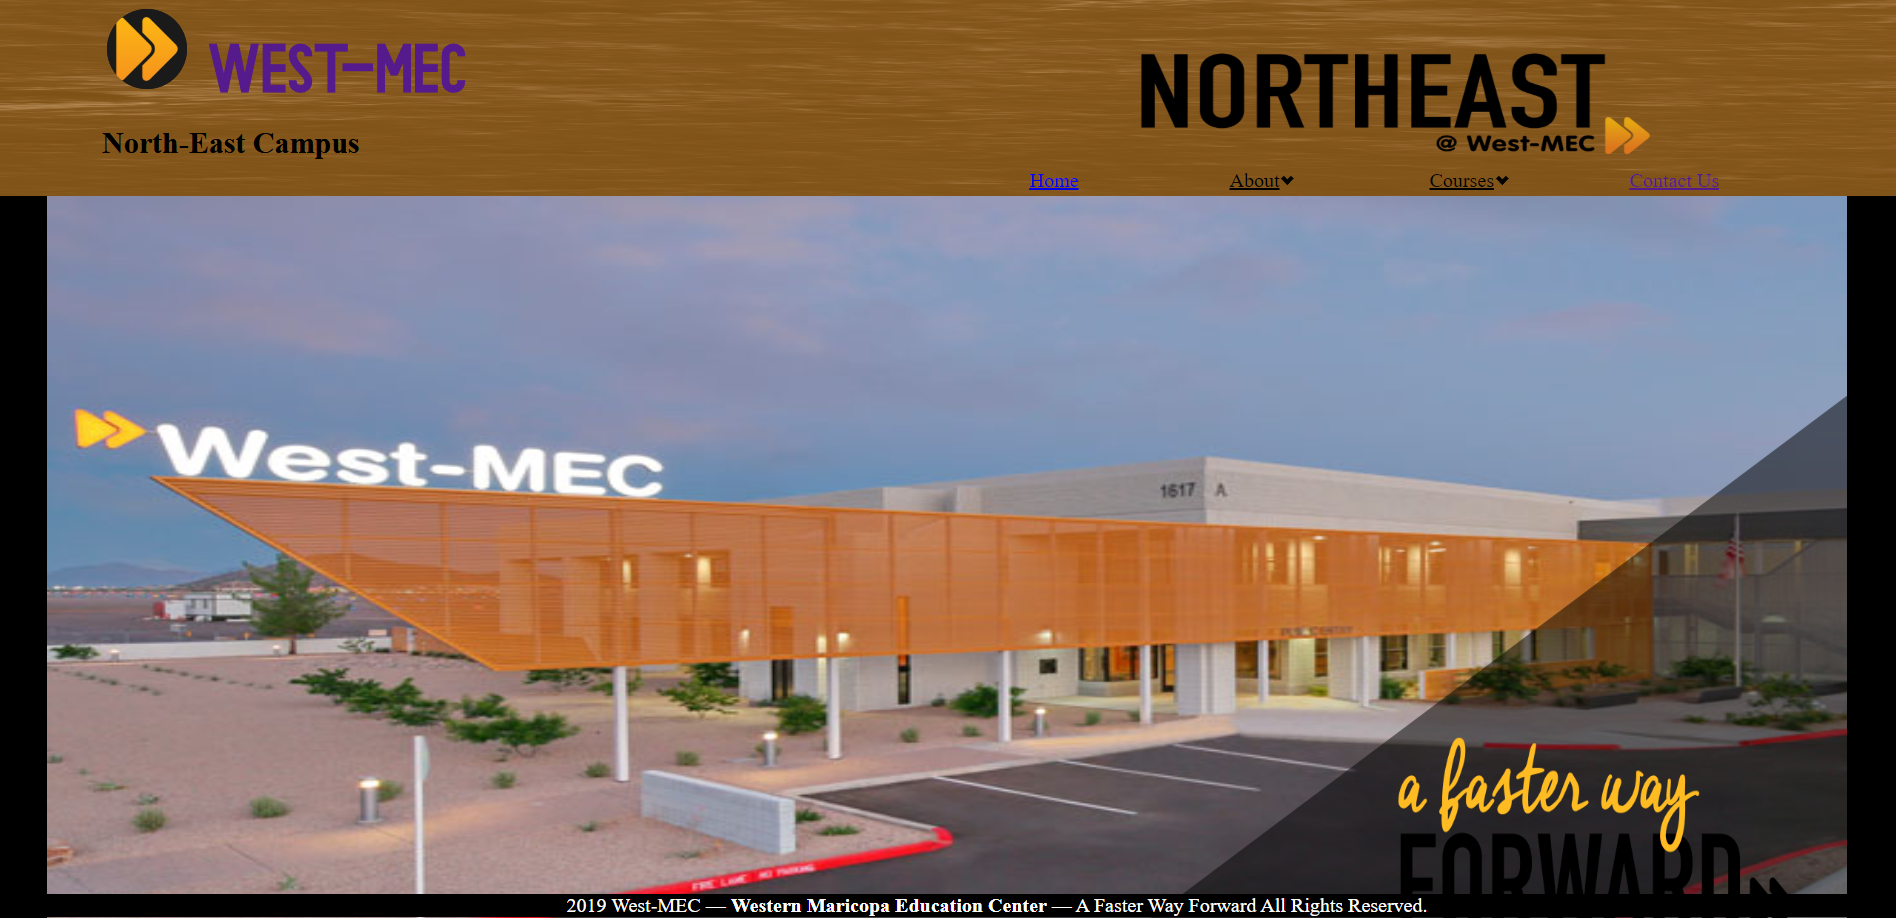 WEST-MEC
North-East Campus
NORTHEAST
@ West-MEC
Home About Courses Contact Us
West-MEC
1617 A
FIRE LANE NO PARKING
a faster way
FORWARD
2019 West-MEC — Western Maricopa Education Center — A Faster Way Forward All Rights Reserved.